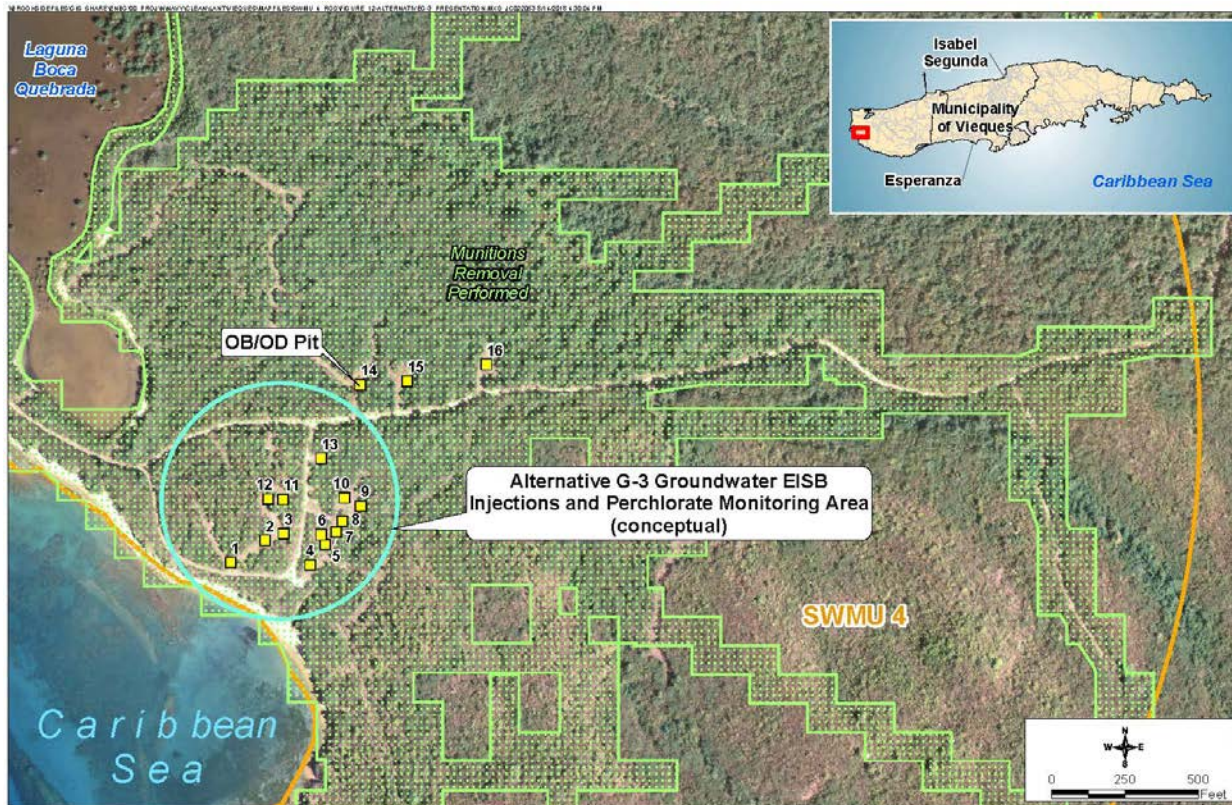 Laguna
Boca
Quebrada
Isabel
Segunda
Municipality
of Vieques
Esperanza
Caribbean Sea
Munitions
Removal
Performed
OB/OD Pit
14
15
16
13
12
11
10
9
Alternative G-3 Groundwater EISB
Injections and Perchlorate Monitoring Area
(conceptual)
8
7
6
5
4
3
2
1
SWMU 4
Caribbean
Sea
N
W E
S
0 250 500
Feet